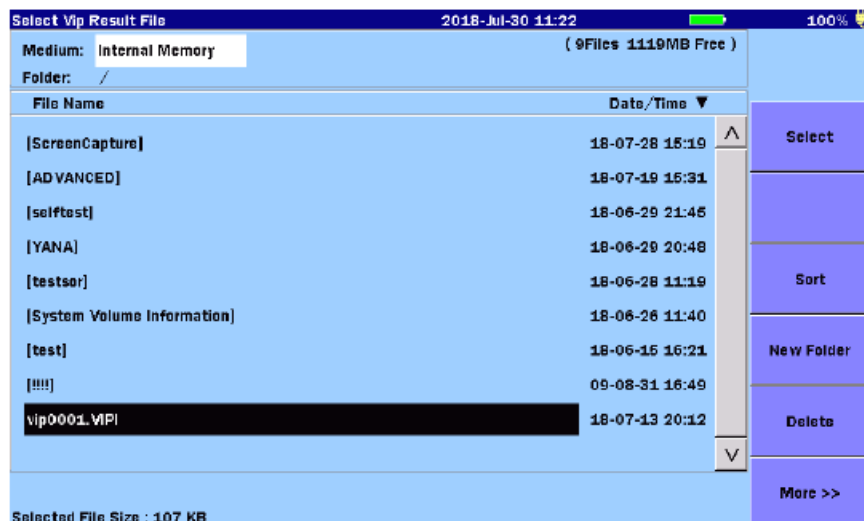 Select Vip Result File 2018-Jul-30 11:22 100%
Medium: Internal Memory ( 9Files 1119MB Free )
Folder: /
File Name Date/Time ▼
[ScreenCapture] 18-07-28 15:19
[ADVANCED] 18-07-19 15:31
[selftest] 18-06-29 21:45
[YANA] 18-06-29 20:48
[testsor] 18-06-28 11:19
[System Volume Information] 18-06-26 11:40
[test] 18-06-15 16:21
[!!!!] 09-08-31 16:49
vip0001.VIPI 18-07-13 20:12
Selected File Size : 107 KB
Select
Sort
New Folder
Delete
More >>